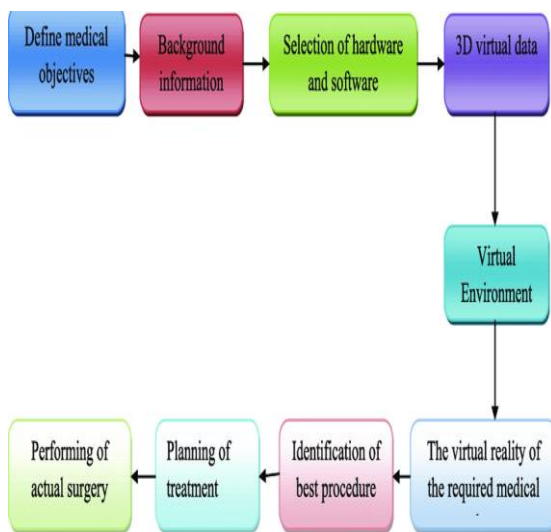 Define medical
objectives
Background
information
Selection of hardware
and software
3D virtual data
Virtual
Environment
The virtual reality of
the required medical
Identification of
best procedure
Planning of
treatment
Performing of
actual surgery